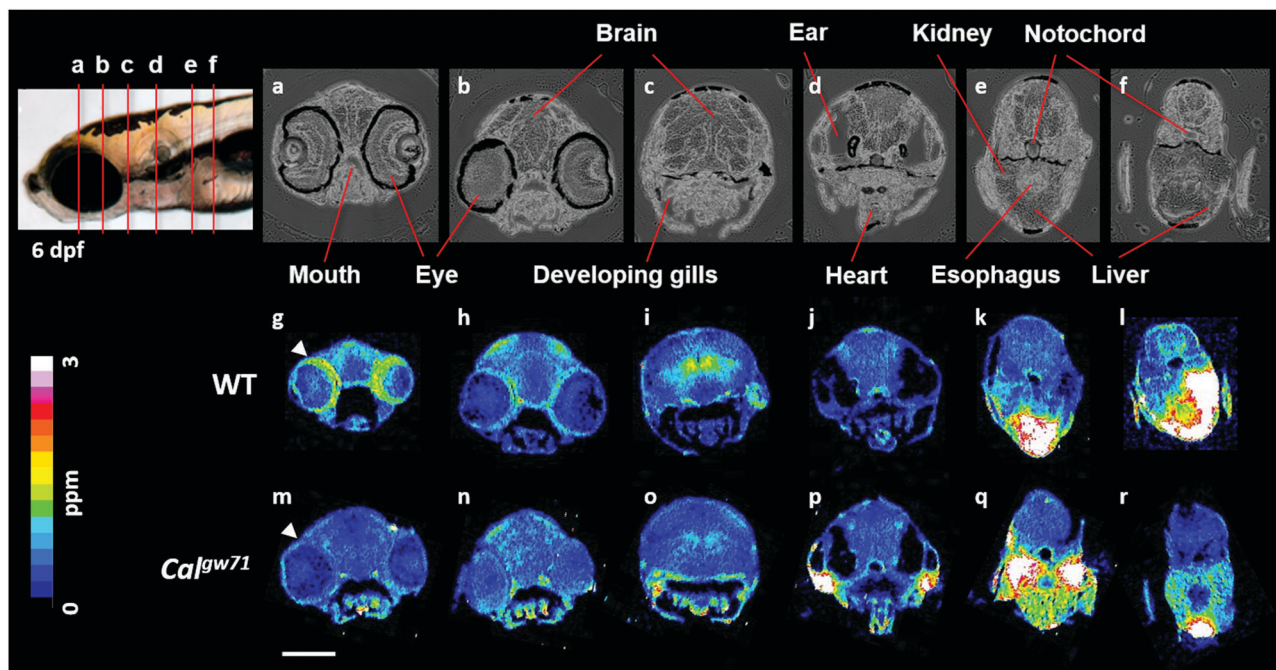 Brain Ear Kidney Notochord
a b c d e f
a b c d e f
6 dpf
Mouth Eye Developing gills Heart Esophagus Liver
g h i j k l
3
WT
ppm
m n o p q r
Cal^gw71
0